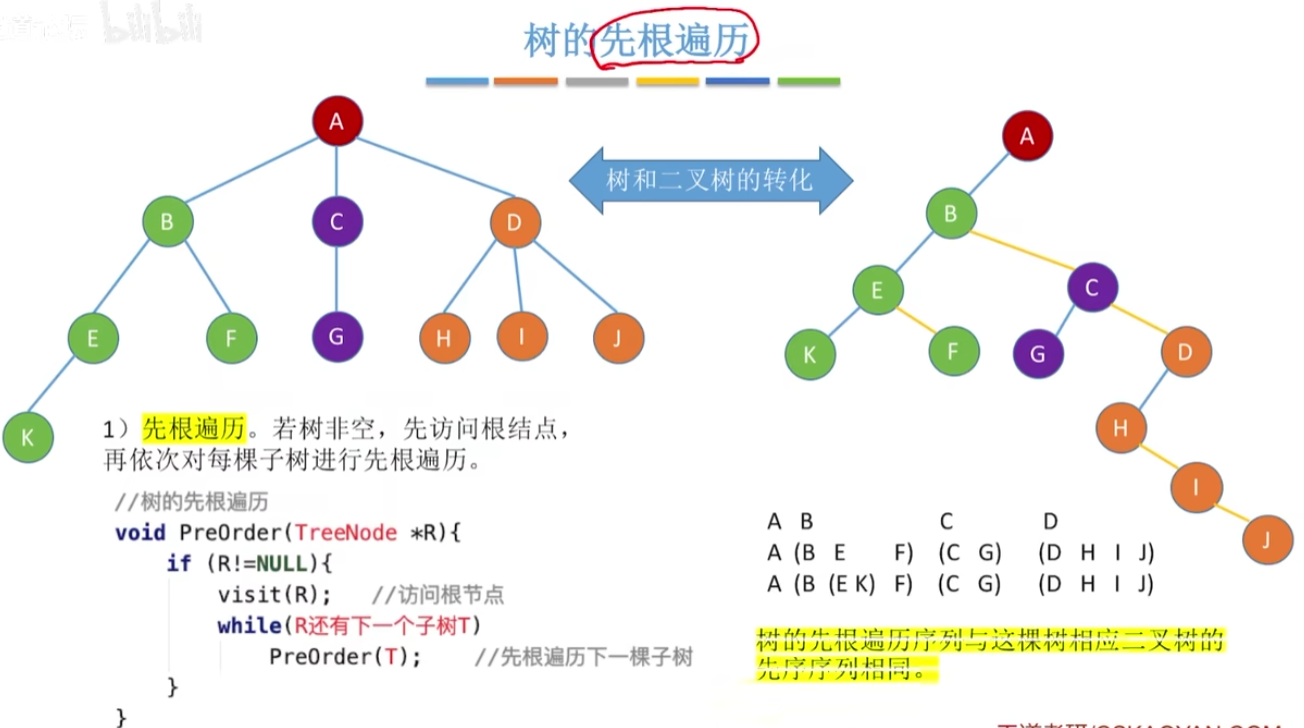 bilibili
树的先根遍历
A
B
C
D
E
F
G
H
I
J
K
树和二叉树的转化
A
B
E
C
K
F
G
D
H
I
J
1）先根遍历。若树非空，先访问根结点，
再依次对每棵子树进行先根遍历。
//树的先根遍历
void PreOrder(TreeNode *R){
if (R!=NULL){
visit(R); //访问根节点
while(R还有下一个子树T)
PreOrder(T); //先根遍历下一棵子树
}
}
A B C D
A (B E F) (C G) (D H I J)
A (B (E K) F) (C G) (D H I J)
树的先根遍历序列与这棵树相应二叉树的
先序序列相同。